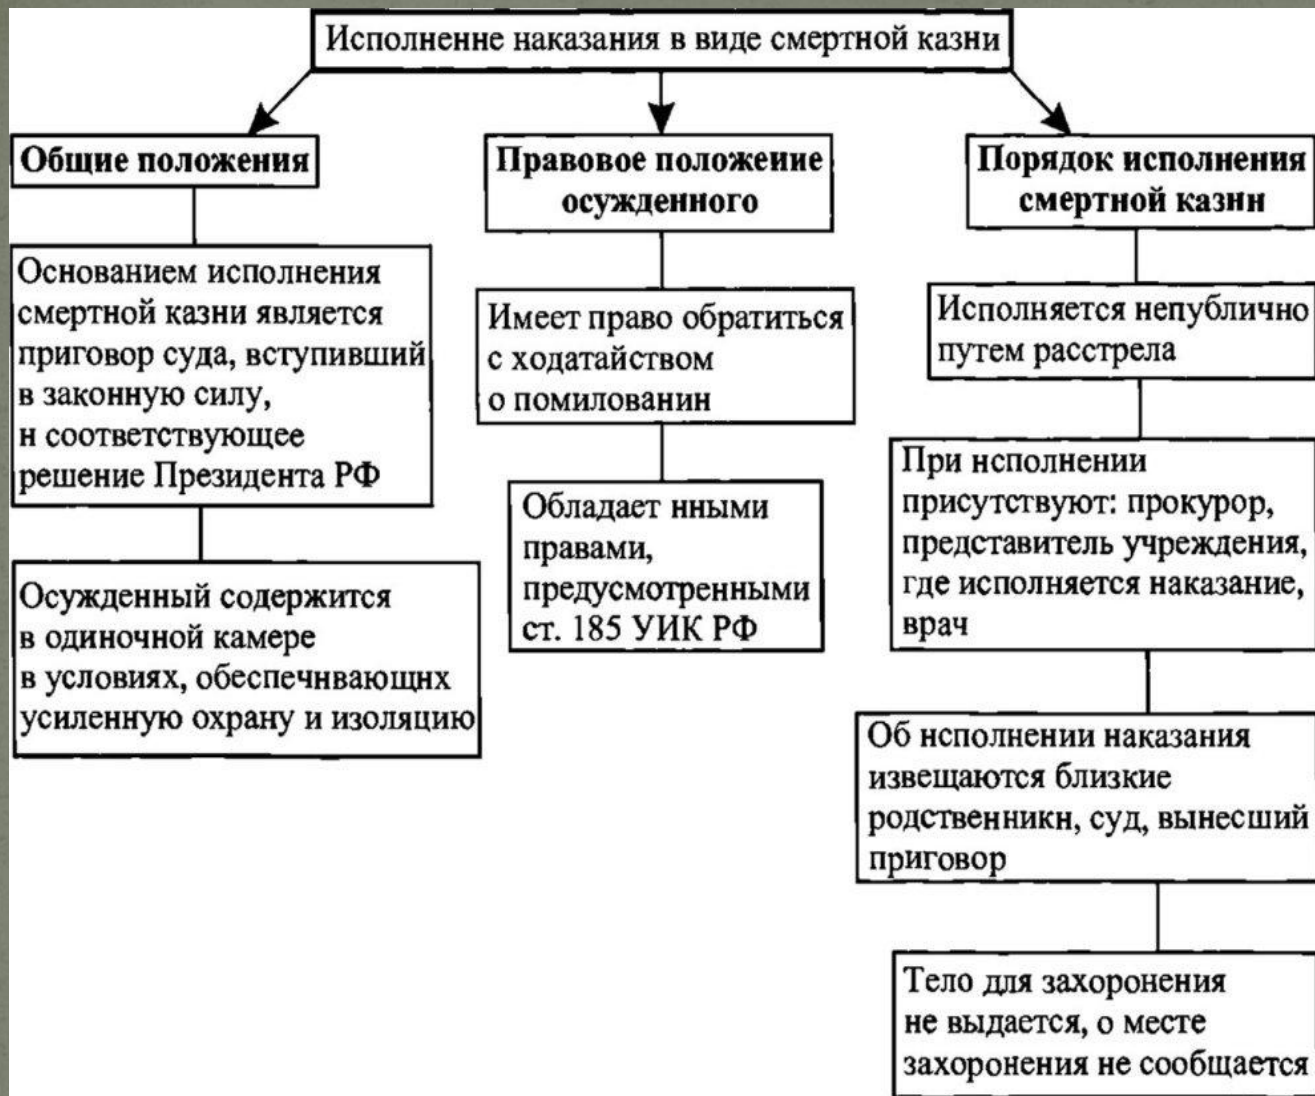 Исполненне наказания в виде смертной казни
Общие положения
Основанием исполнения
смертной казни является
приговор суда, вступивший
в законную силу,
н соответствующее
решение Президента РФ
Осужденный содержится
в одиночной камере
в условиях, обеспечнвающнх
усиленную охрану и изоляцию
Правовое положеиие
осужденного
Имеет право обратиться
с ходатайством
о помилованин
Обладает нными
правами,
предусмотренными
ст. 185 УИК РФ
Порядок исполнения
смертной казнн
Исполняется непублично
путем расстрела
При нсполнении
присутствуют: прокурор,
представитель учреждения,
где исполняется наказание,
врач
Об нсполнении наказания
извещаются близкие
родственникн, суд, вынесший
приговор
Тело для захоронения
не выдается, о месте
захоронения не сообщается